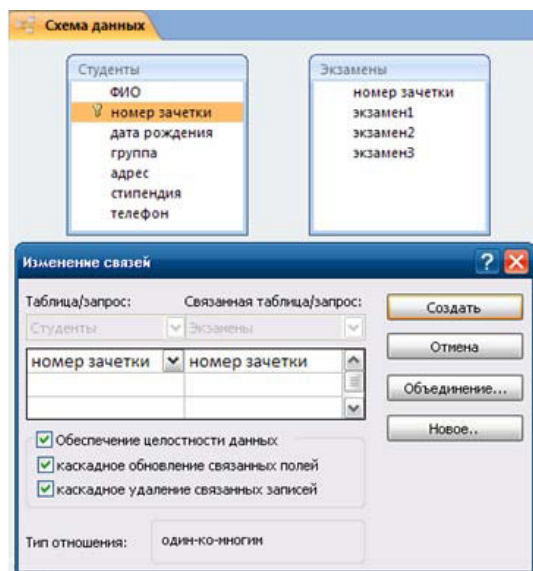 Схема данных
Студенты
ФИО
номер зачетки
дата рождения
группа
адрес
стипендия
телефон
Экзамены
номер зачетки
экзамен1
экзамен2
экзамен3
Изменение связей
Таблица/запрос: Связанная таблица/запрос:
Студенты Экзамены
номер зачетки номер зачетки
Обеспечение целостности данных
каскадное обновление связанных полей
каскадное удаление связанных записей
Тип отношения: один-ко-многим
Создать
Отмена
Объединение...
Новое..